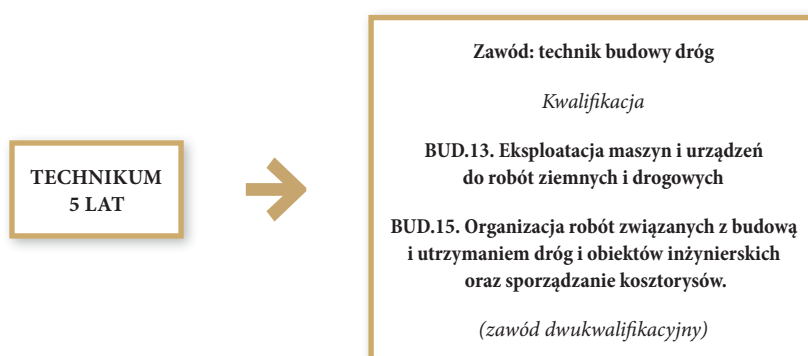 TECHNIKUM
5 LAT
Zawód: technik budowy dróg
Kwalifikacja
BUD.13. Eksploatacja maszyn i urządzeń
do robót ziemnych i drogowych
BUD.15. Organizacja robót związanych z budową
i utrzymaniem dróg i obiektów inżynierskich
oraz sporządzanie kosztorysów.
(zawód dwukwalifikacyjny)